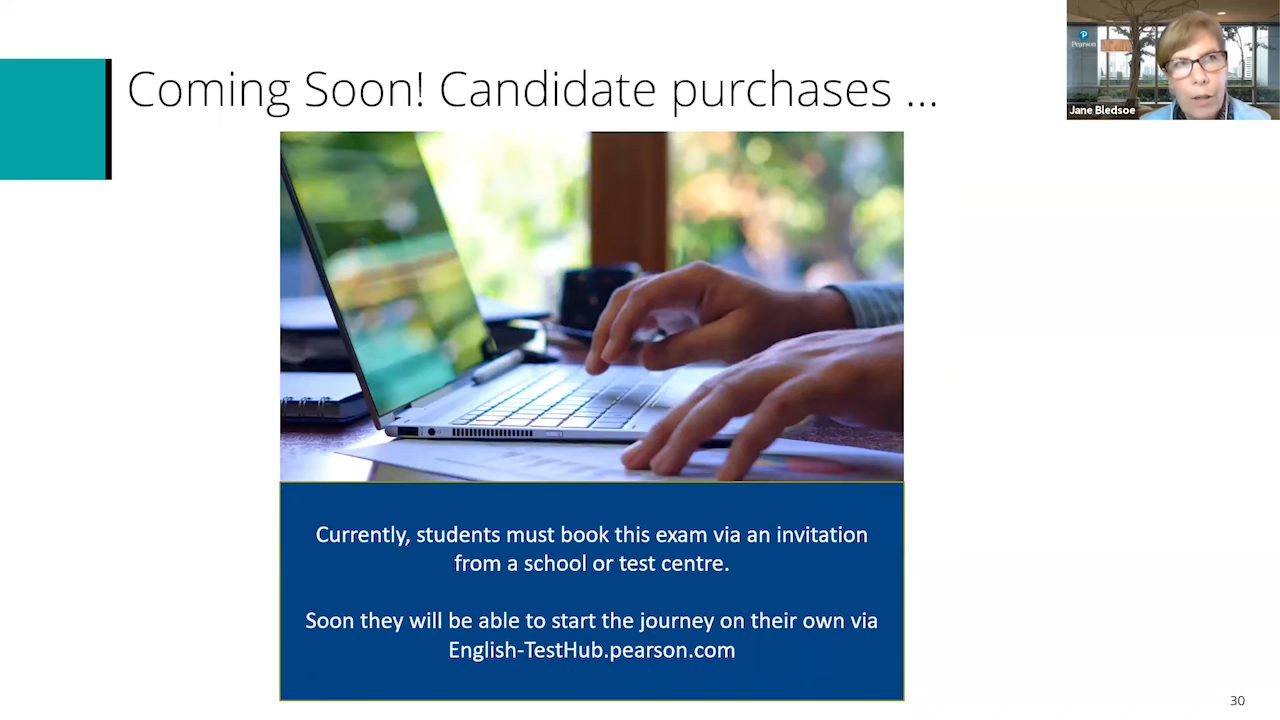 Coming Soon! Candidate purchases ...
Pearson
Jane Bledsoe
Currently, students must book this exam via an invitation
from a school or test centre.
Soon they will be able to start the journey on their own via
English-TestHub.pearson.com
30